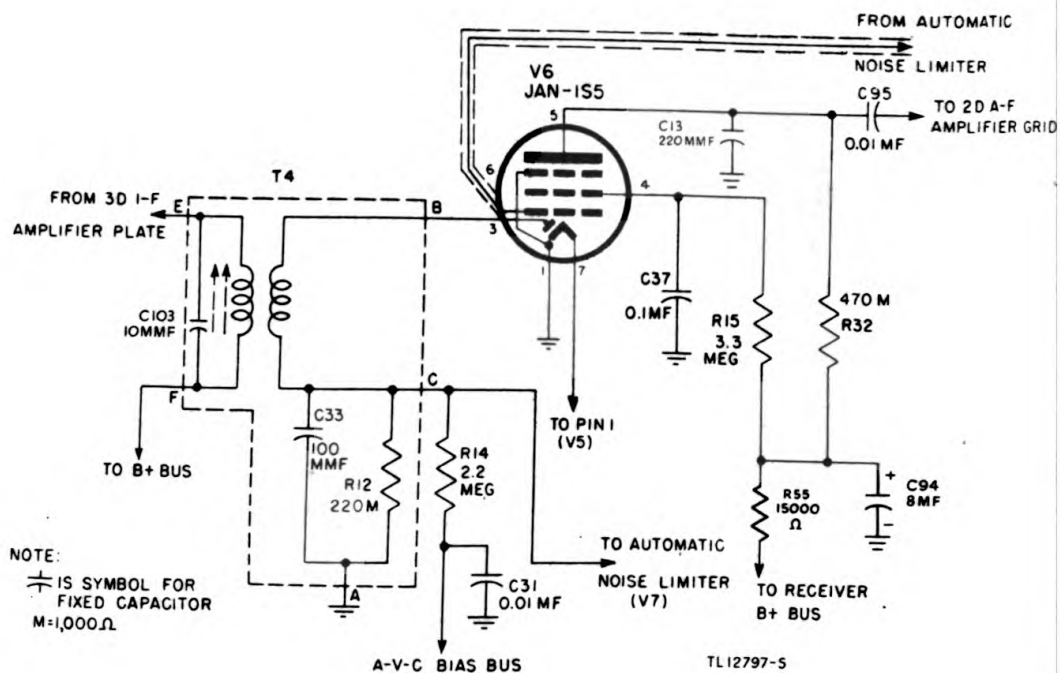 FROM AUTOMATIC
NOISE LIMITER
V6
JAN-1S5
5
C13
220MMF
C95
0.01 MF
TO 2D A-F
AMPLIFIER GRID
6
4
3
1
7
T4
FROM 3D I-F
AMPLIFIER PLATE
E
B
C103
10MMF
F
C
C37
0.1MF
R15
3.3
MEG
470 M
R32
TO B+ BUS
C33
100
MMF
R12
220M
R14
2.2
MEG
TO PIN 1
(V5)
R55
15000
Ω
+
C94
8MF
-
NOTE:
IS SYMBOL FOR
FIXED CAPACITOR
M=1,000Ω
A
C31
0.01 MF
TO AUTOMATIC
NOISE LIMITER
(V7)
TO RECEIVER
B+ BUS
A-V-C BIAS BUS
TL12797-S